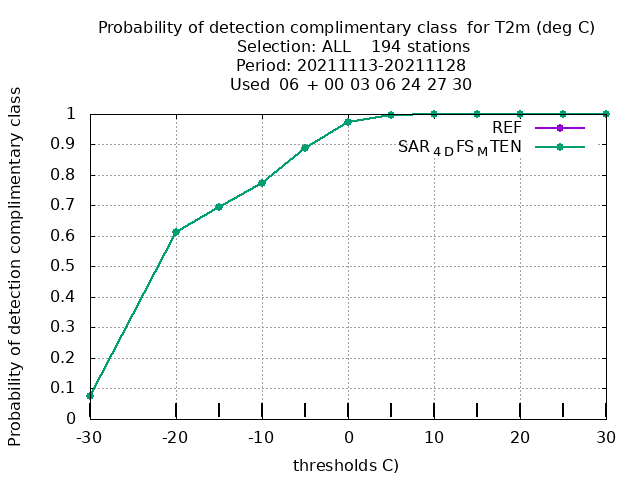 Probability of detection complimentary class  for T2m (deg C)
Selection: ALL    194 stations
Period: 20211113-20211128
Used  06  + 00 03 06 24 27 30
Probability of detection complimentary class
1
0.9
0.8
0.7
0.6
0.5
0.4
0.3
0.2
0.1
0
REF
SAR4DFSMTEN
-30
-20
-10
0
10
20
30
thresholds C)